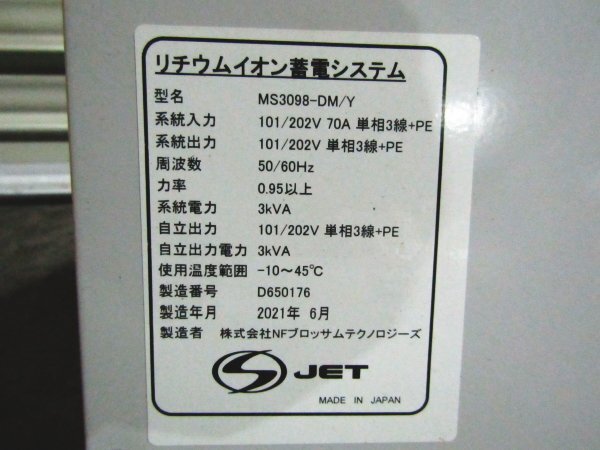 リチウムイオン蓄電システム
型名 MS3098-DM/Y
系統入力 101/202V 70A 単相3線+PE
系統出力 101/202V 単相3線+PE
周波数 50/60Hz
力率 0.95以上
系統電力 3kVA
自立出力 101/202V 単相3線+PE
自立出力電力 3kVA
使用温度範囲 -10～45℃
製造番号 D650176
製造年月 2021年 6月
製造者 株式会社NFブロッサムテクノロジーズ
JET
MADE IN JAPAN